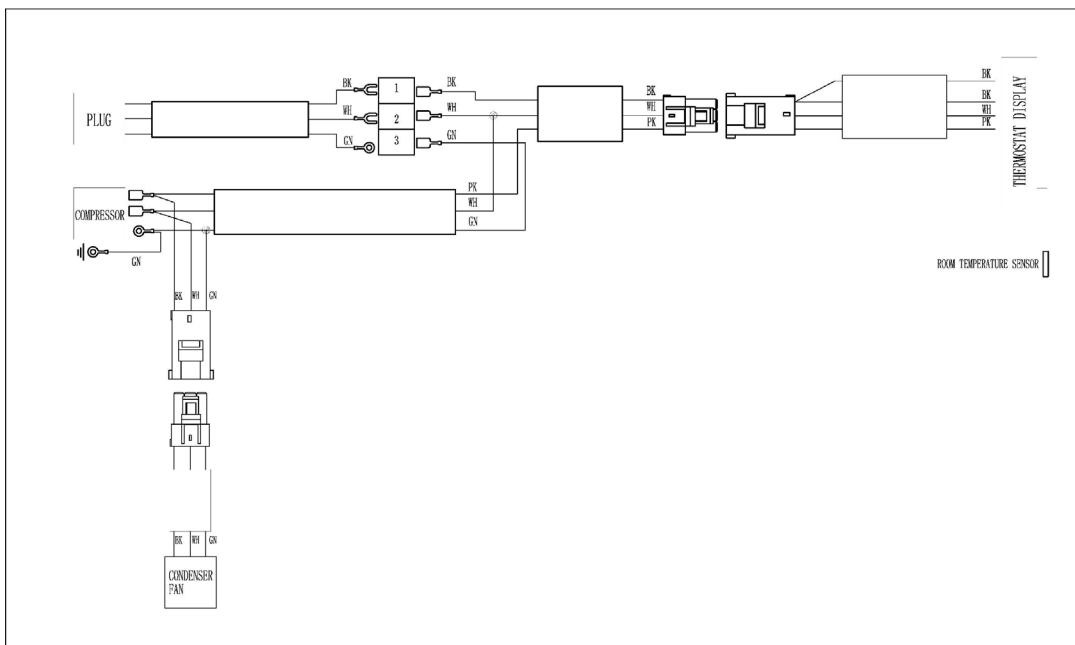 PLUG
BK
WH
GN
1
2
3
BK
WH
GN
BK
WH
PK
BK
BK
WH
PK
THERMOSTAT DISPLAY
COMPRESSOR
GN
PK
WH
GN
ROOM TEMPERATURE SENSOR
BK WH GN
BK WH GN
CONDENSER
FAN